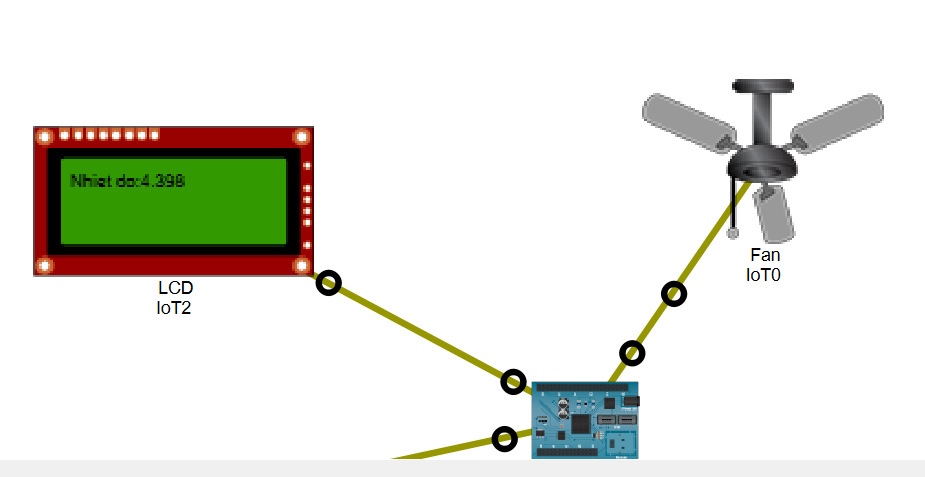 Nhiet do:4.398
LCD
IoT2
Fan
IoT0